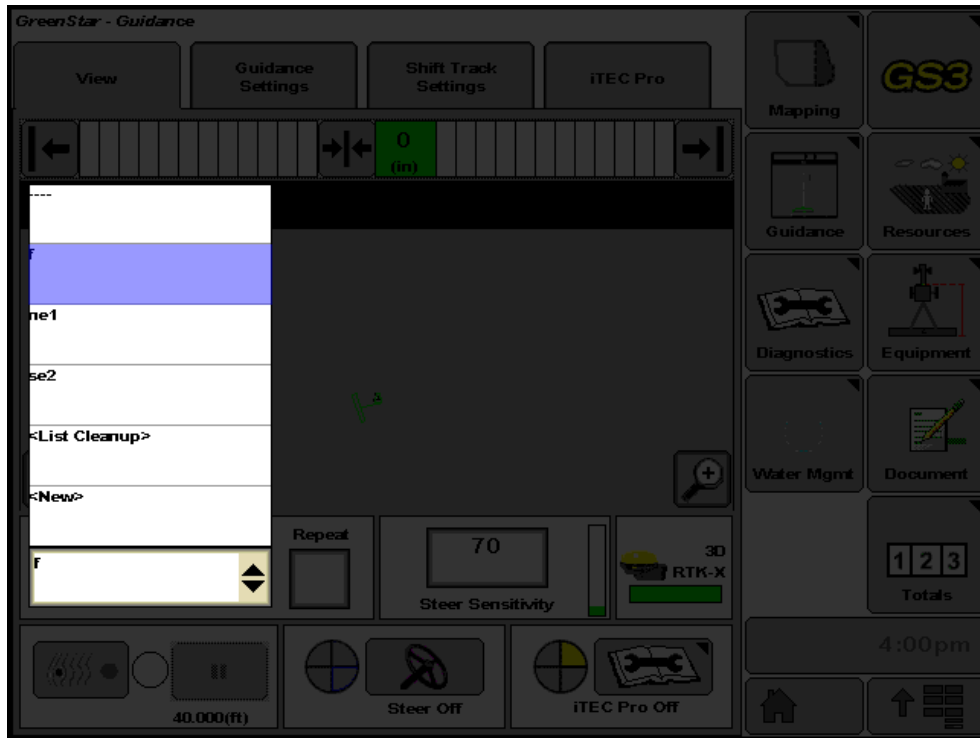 GreenStar - Guidance
View
Guidance
Settings
Shift Track
Settings
iTEC Pro
0
(in)
----
f
ne1
se2
<List Cleanup>
<New>
f
Repeat
70
Steer Sensitivity
3D
RTK-X
40.000(ft)
Steer Off
iTEC Pro Off
Mapping
GS3
Guidance
Resources
Diagnostics
Equipment
Water Mgmt
Document
1 2 3
Totals
4:00pm